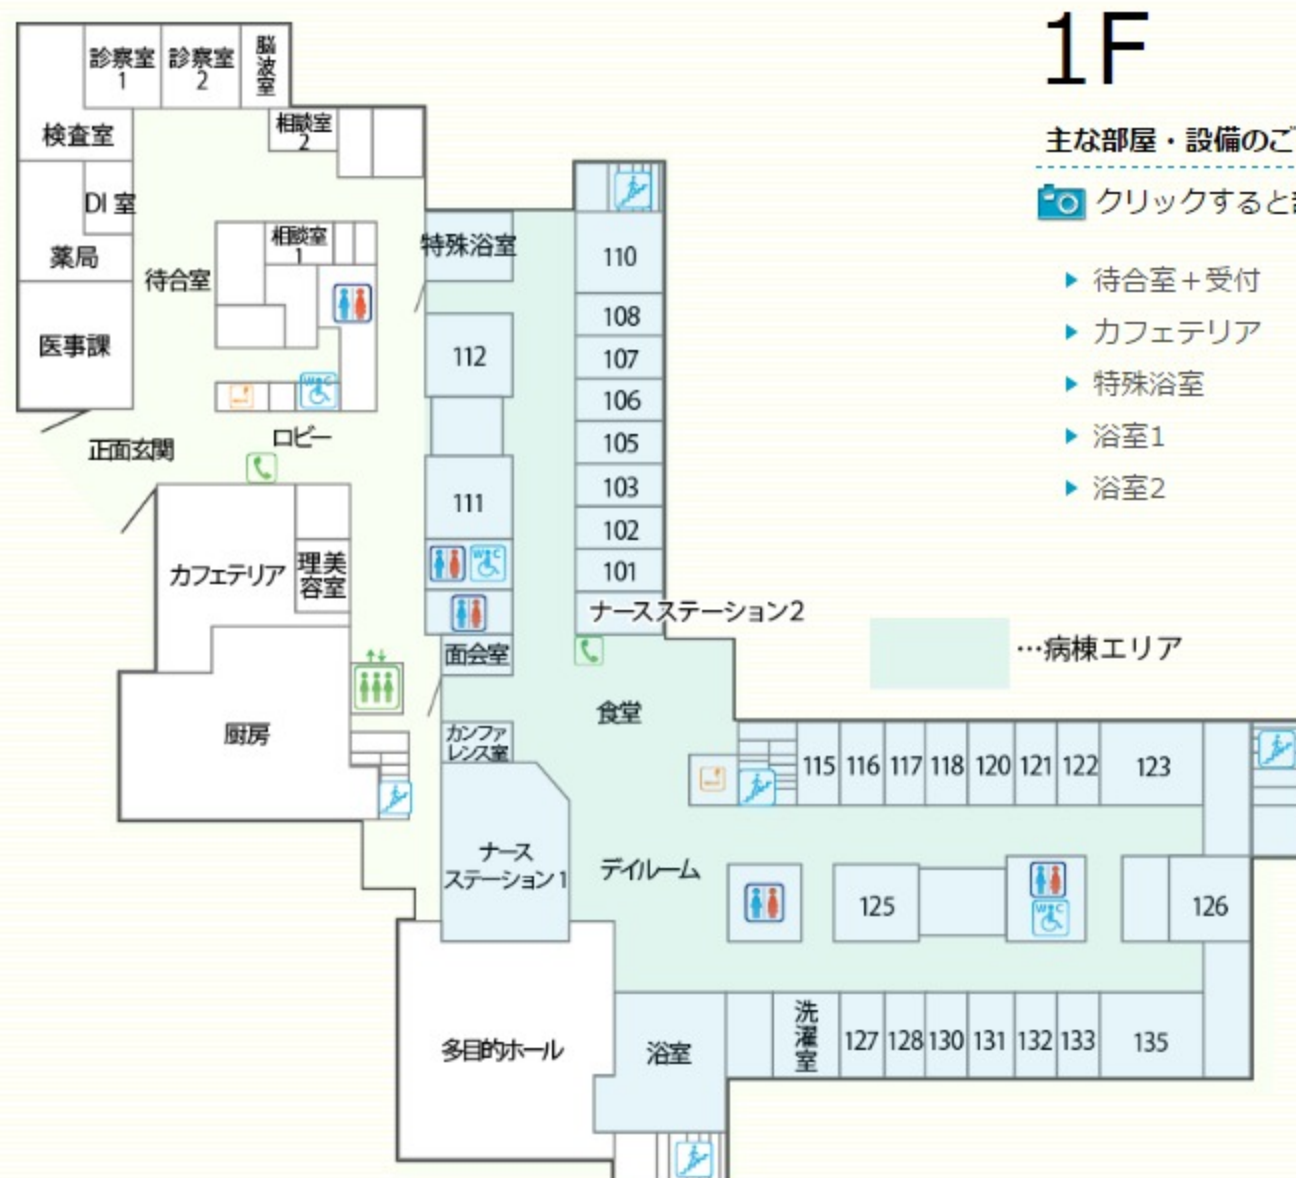 1F
主な部屋・設備のご
クリックすると
待合室＋受付
カフェテリア
特殊浴室
浴室1
浴室2
…病棟エリア
診察室
1
診察室
2
脳波室
検査室
相談室
2
DI 室
薬局
待合室
相談室
1
医事課
正面玄関
ロビー
カフェテリア
理美
容室
厨房
特殊浴室
112
111
WC
WC
面会室
カンファ
レンス室
ナース
ステーション1
110
108
107
106
105
103
102
101
ナースステーション2
食堂
デイルーム
115
116
117
118
120
121
122
123
125
WC
126
多目的ホール
浴室
洗濯室
127
128
130
131
132
133
135